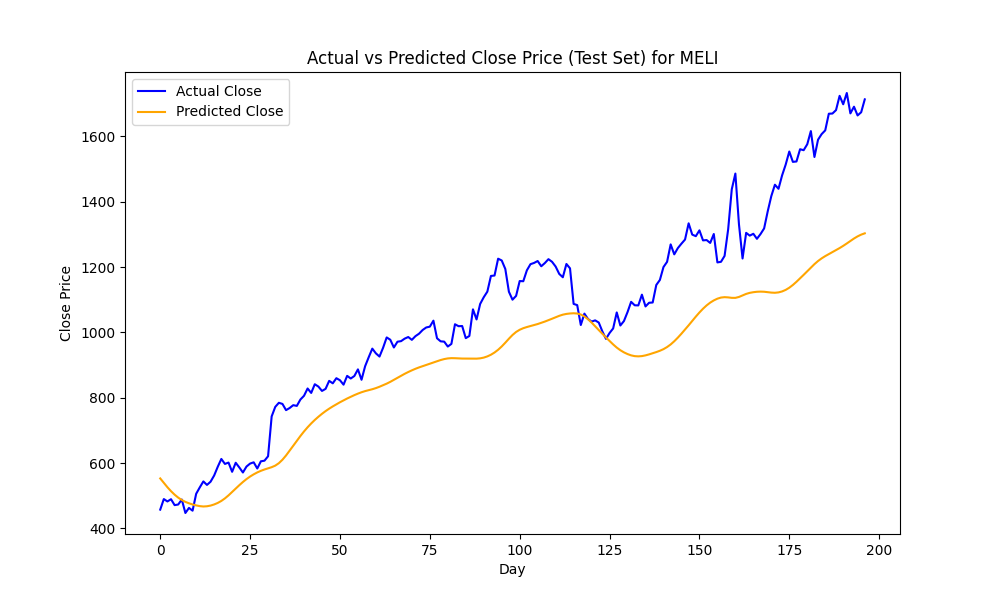 Actual vs Predicted Close Price (Test Set) for MELI
Actual Close
Predicted Close
1600
1400
1200
1000
800
600
400
Close Price
0 25 50 75 100 125 150 175 200
Day